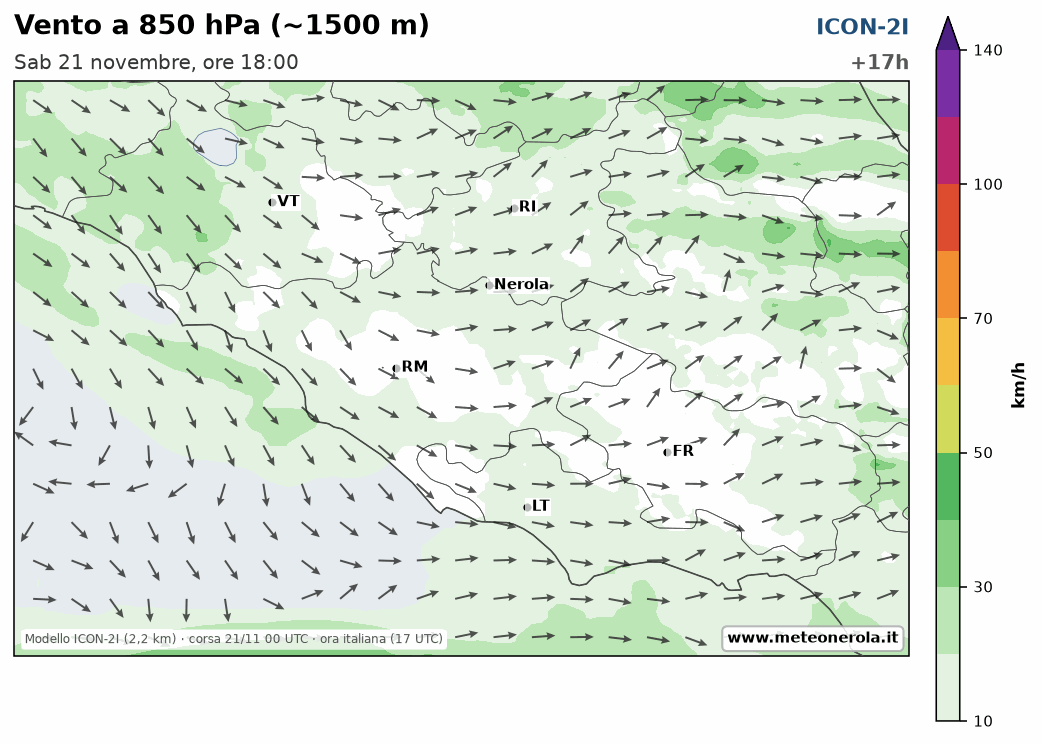 Vento a 850 hPa (~1500 m)
ICON-2I
Sab 21 novembre, ore 18:00
+17h
140
VT
100
RI
Nerola
70
RM
km/h
50
FR
LT
30
Modello ICON-2I (2,2 km) · corsa 21/11 00 UTC · ora italiana (17 UTC)
www.meteonerola.it
10